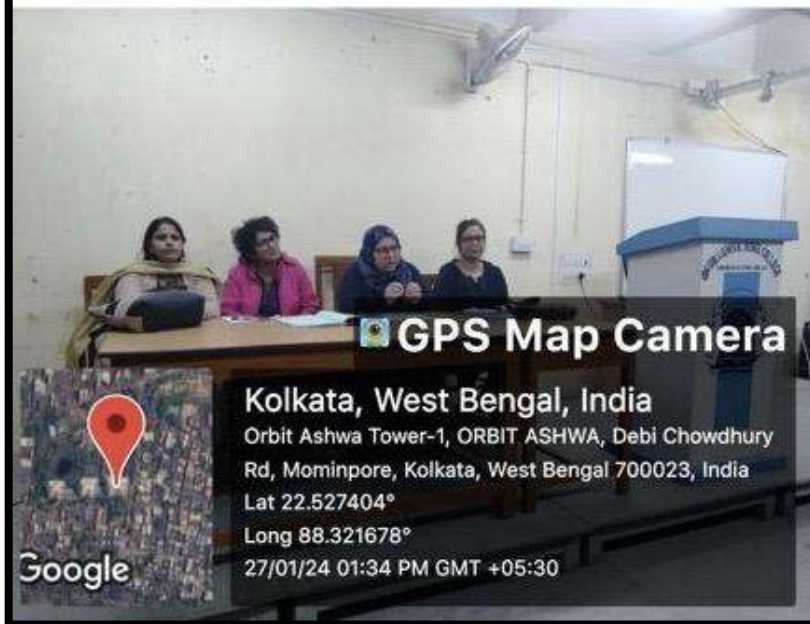 GPS Map Camera
Kolkata, West Bengal, India
Orbit Ashwa Tower-1, ORBIT ASHWA, Debi Chowdhury
Rd, Mominpore, Kolkata, West Bengal 700023, India
Lat 22.527404°
Long 88.321678°
27/01/24 01:34 PM GMT +05:30
Google